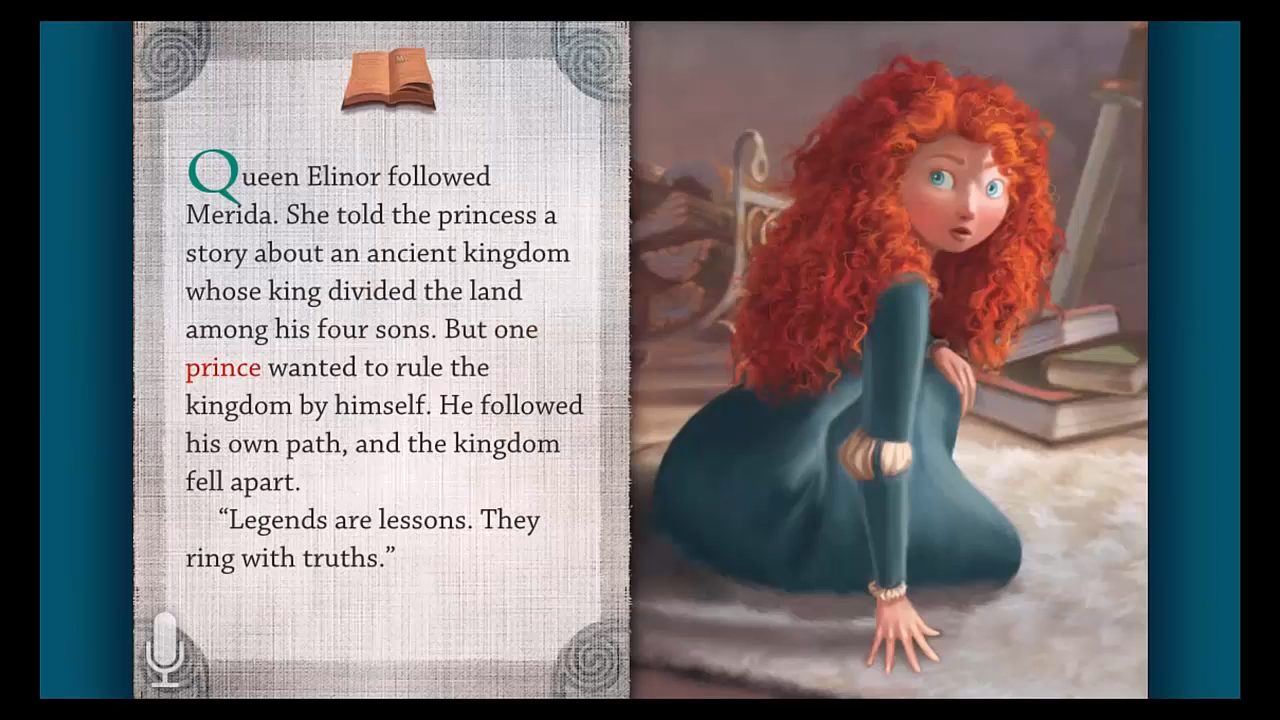 Queen Elinor followed
Merida. She told the princess a
story about an ancient kingdom
whose king divided the land
among his four sons. But one
prince wanted to rule the
kingdom by himself. He followed
his own path, and the kingdom
fell apart.
“Legends are lessons. They
ring with truths.”